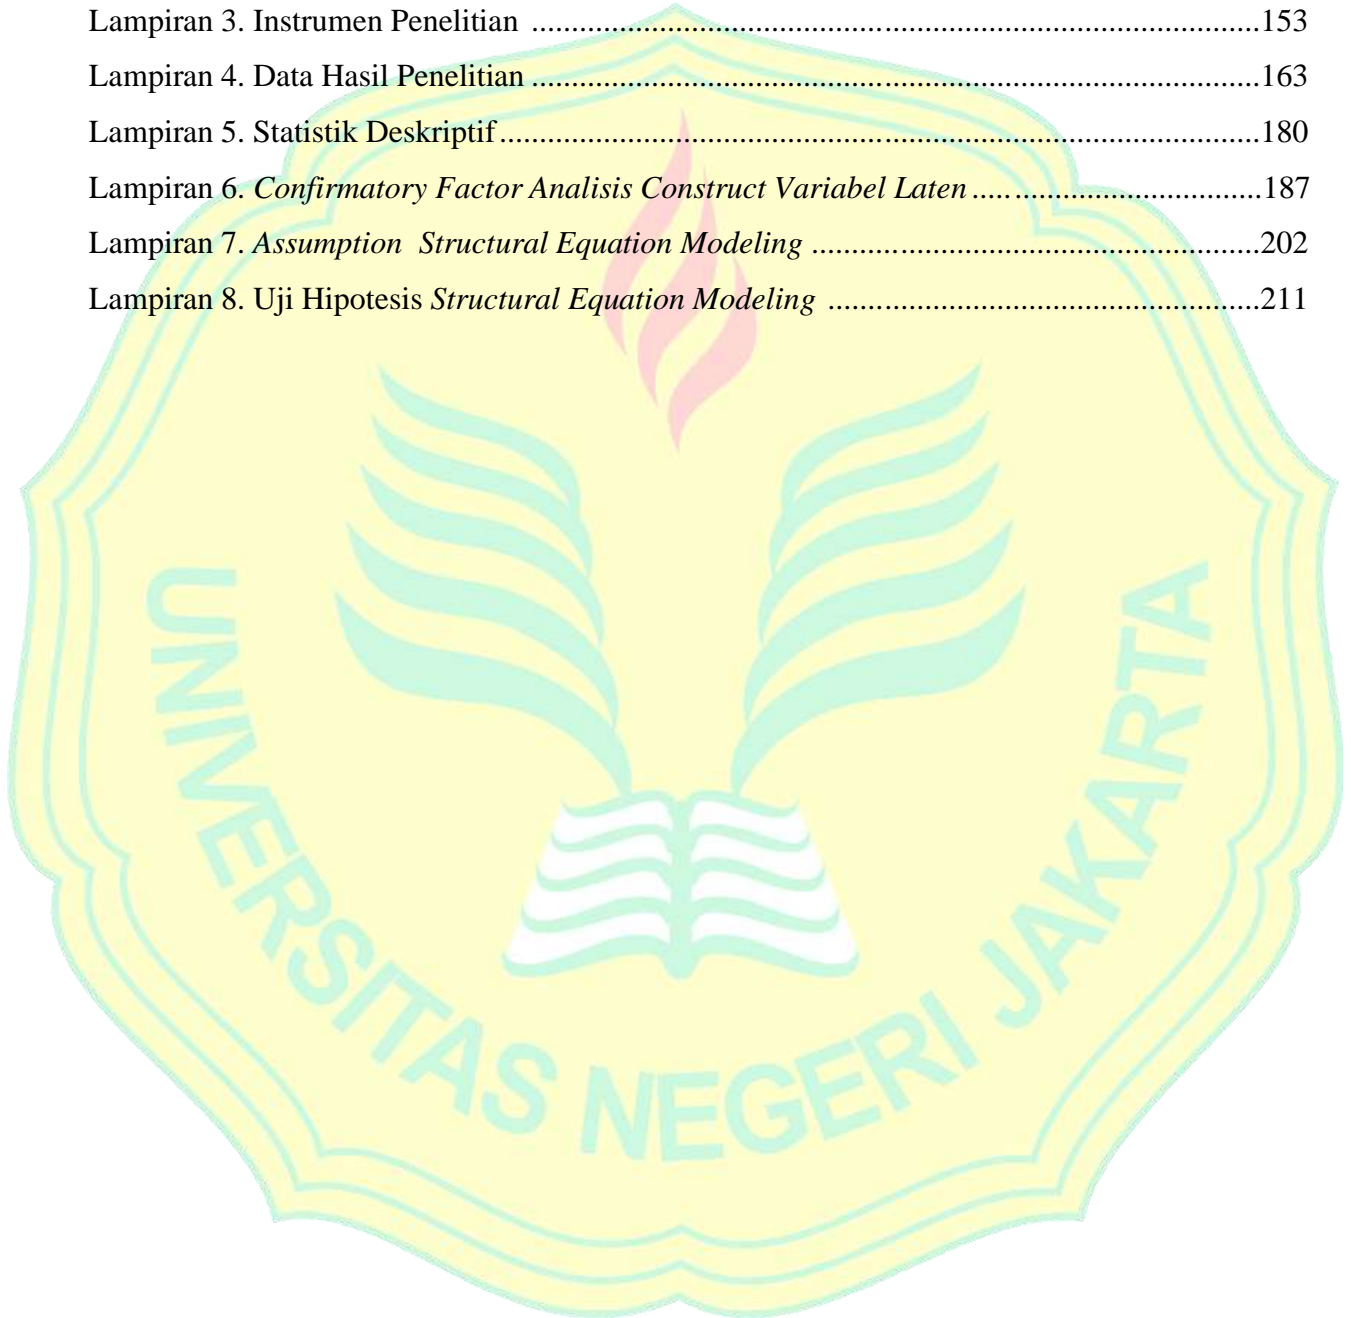 Lampiran 3. Instrumen Penelitian ..........................................................................................153
Lampiran 4. Data Hasil Penelitian ..........................................................................................163
Lampiran 5. Statistik Deskriptif..............................................................................................180
Lampiran 6. Confirmatory Factor Analisis Construct Variabel Laten ....................................187
Lampiran 7. Assumption  Structural Equation Modeling ........................................................202
Lampiran 8. Uji Hipotesis Structural Equation Modeling ......................................................211
UNIVERSITAS NEGERI JAKARTA